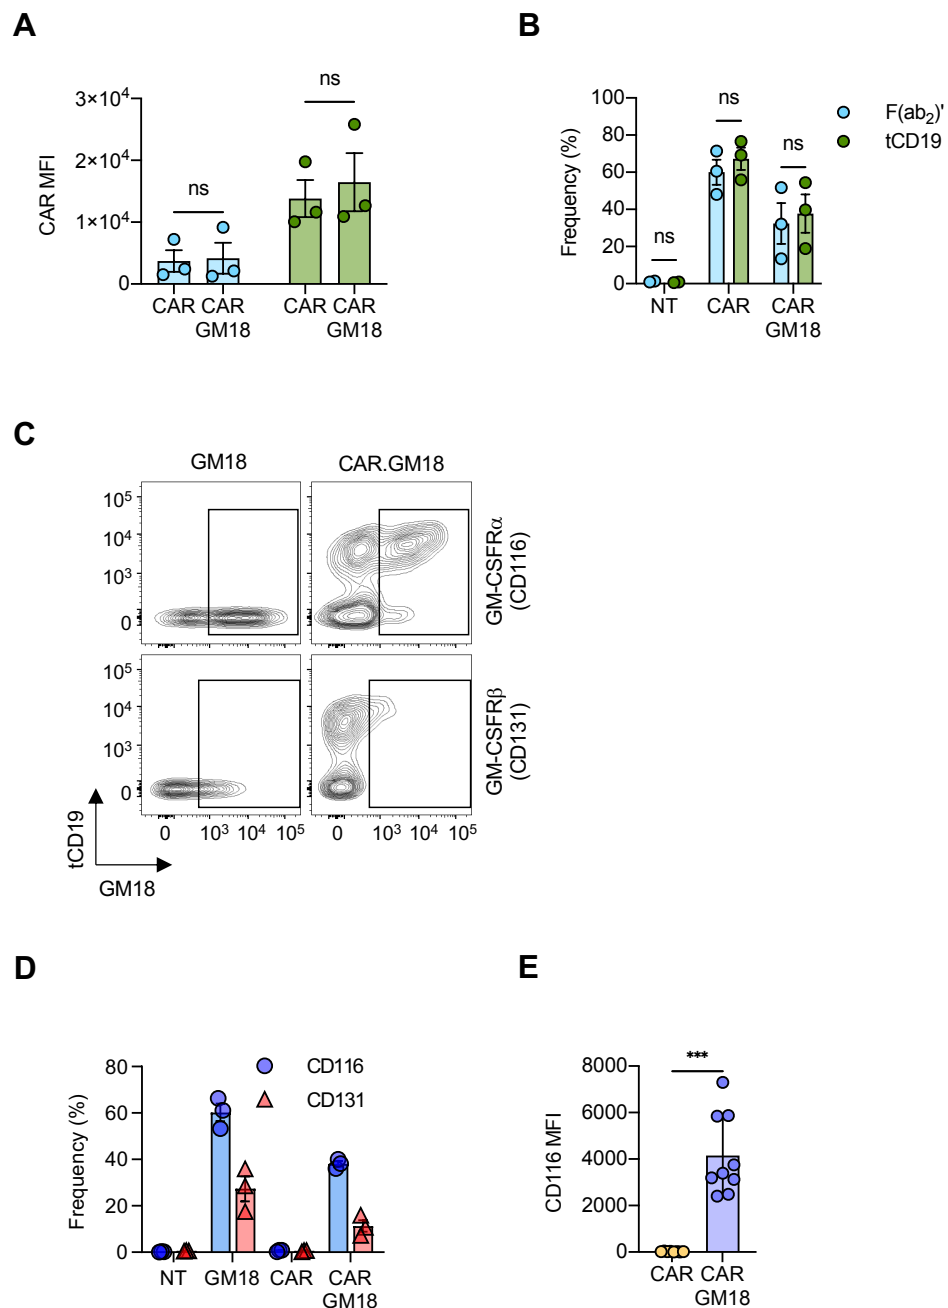 A
ns
ns
3×10⁴
2×10⁴
1×10⁴
0
CAR MFI
CAR
CAR
GM18
CAR
CAR
GM18
B
ns
ns
ns
100
80
60
40
20
0
Frequency (%)
NT
CAR
CAR
GM18
F(ab₂)'
tCD19
C
GM18
CAR.GM18
10⁵
10⁴
10³
0
GM-CSFRα
(CD116)
10⁵
10⁴
10³
0
GM-CSFRβ
(CD131)
0 10³ 10⁴ 10⁵
0 10³ 10⁴ 10⁵
tCD19
GM18
D
80
60
40
20
0
Frequency (%)
CD116
CD131
NT
GM18
CAR
CAR
GM18
E
***
8000
6000
4000
2000
0
CD116 MFI
CAR
CAR
GM18